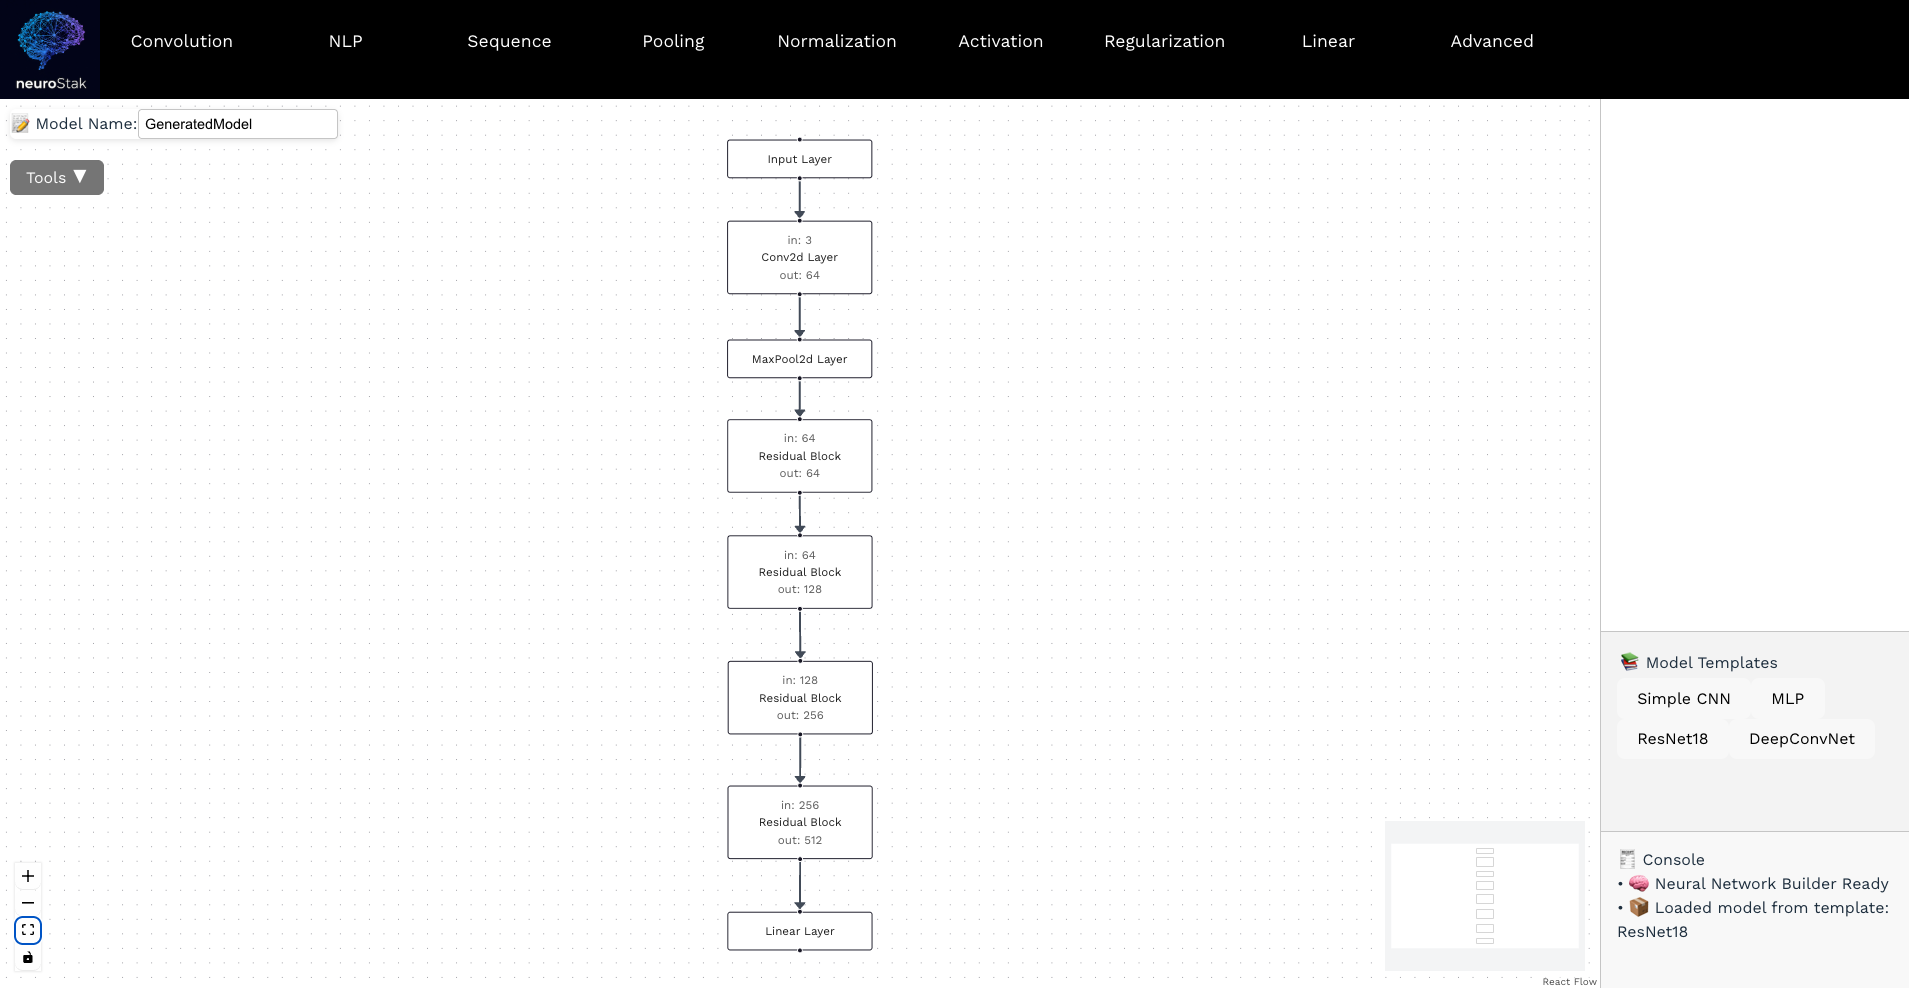 Convolution NLP Sequence Pooling Normalization Activation Regularization Linear Advanced
neuroStak
Model Name: GeneratedModel
Tools ▼
Input Layer
in: 3
Conv2d Layer
out: 64
MaxPool2d Layer
in: 64
Residual Block
out: 64
in: 64
Residual Block
out: 128
in: 128
Residual Block
out: 256
in: 256
Residual Block
out: 512
Linear Layer
React Flow
Model Templates
Simple CNN MLP
ResNet18 DeepConvNet
Console
• Neural Network Builder Ready
• Loaded model from template:
ResNet18